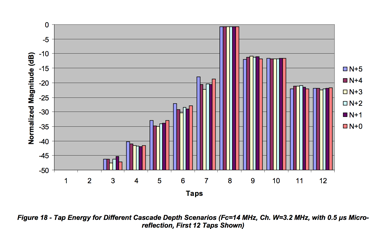 0
-5
-10
-15
-20
-25
-30
-35
-40
-45
-50
Normalized Magnitude (dB)
1 2 3 4 5 6 7 8 9 10 11 12
Taps
N+5
N+4
N+3
N+2
N+1
N+0
Figure 18 - Tap Energy for Different Cascade Depth Scenarios (Fc=14 MHz, Ch. W=3.2 MHz, with 0.5 µs Micro-
reflection, First 12 Taps Shown)